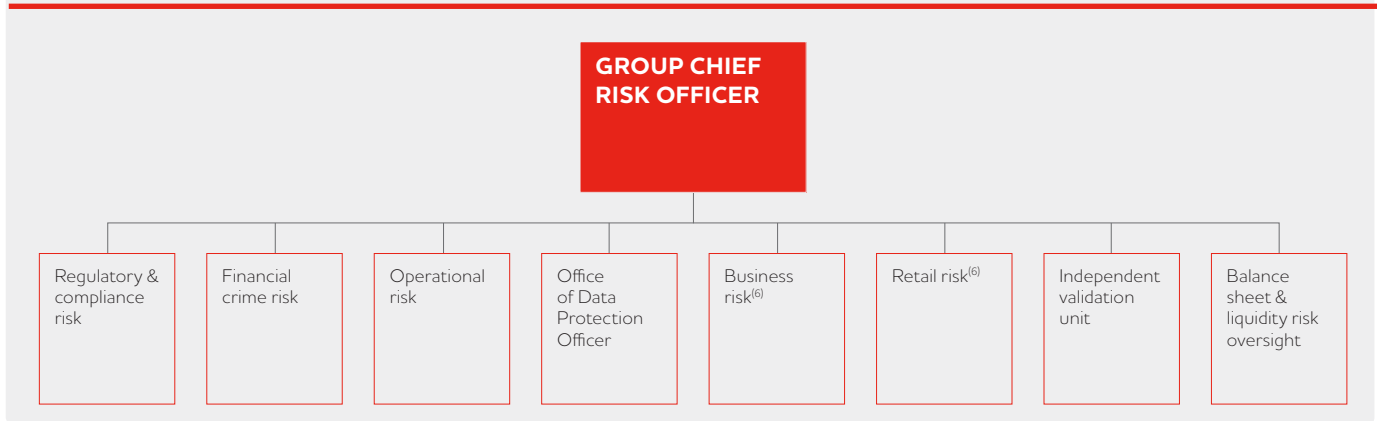 GROUP CHIEF
RISK OFFICER
Regulatory &
compliance
risk
Financial
crime risk
Operational
risk
Office
of Data
Protection
Officer
Business
risk(6)
Retail risk(6)
Independent
validation
unit
Balance
sheet &
liquidity risk
oversight